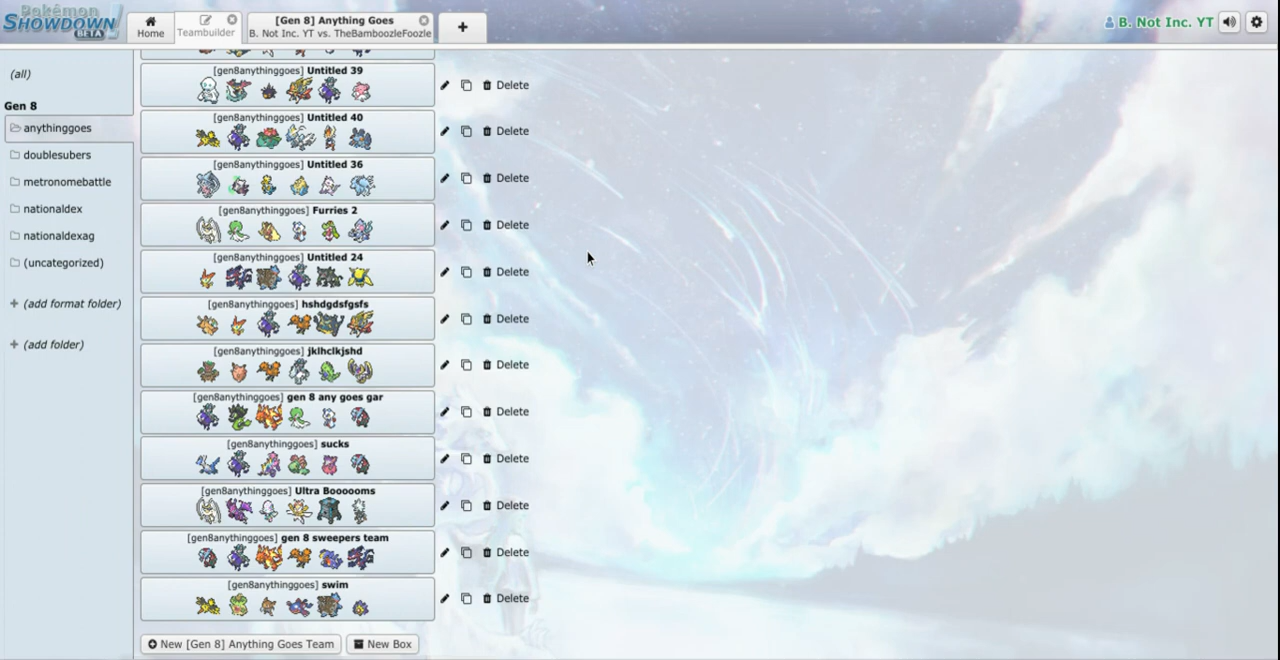 Pokémon
SHOWDOWN!
BETA
Home
Teambuilder
[Gen 8] Anything Goes
B. Not Inc. YT vs. TheBamboozleFoozle
B. Not Inc. YT
(all)
Gen 8
anythinggoes
doublesubers
metronomebattle
nationaldex
nationaldexag
(uncategorized)
(add format folder)
(add folder)
[gen8anythinggoes] Untitled 39
Delete
[gen8anythinggoes] Untitled 40
Delete
[gen8anythinggoes] Untitled 36
Delete
[gen8anythinggoes] Furries 2
Delete
[gen8anythinggoes] Untitled 24
Delete
[gen8anythinggoes] hshdgdsfgsfs
Delete
[gen8anythinggoes] jklhclkjshd
Delete
[gen8anythinggoes] gen 8 any goes gar
Delete
[gen8anythinggoes] sucks
Delete
[gen8anythinggoes] Ultra Boooooms
Delete
[gen8anythinggoes] gen 8 sweepers team
Delete
[gen8anythinggoes] swim
Delete
New [Gen 8] Anything Goes Team
New Box